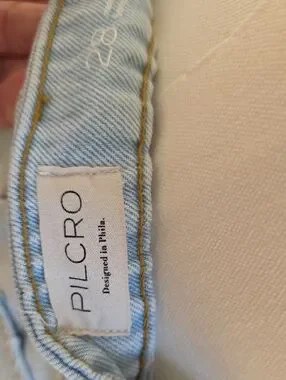 28
PILCRO
Designed in Phila.